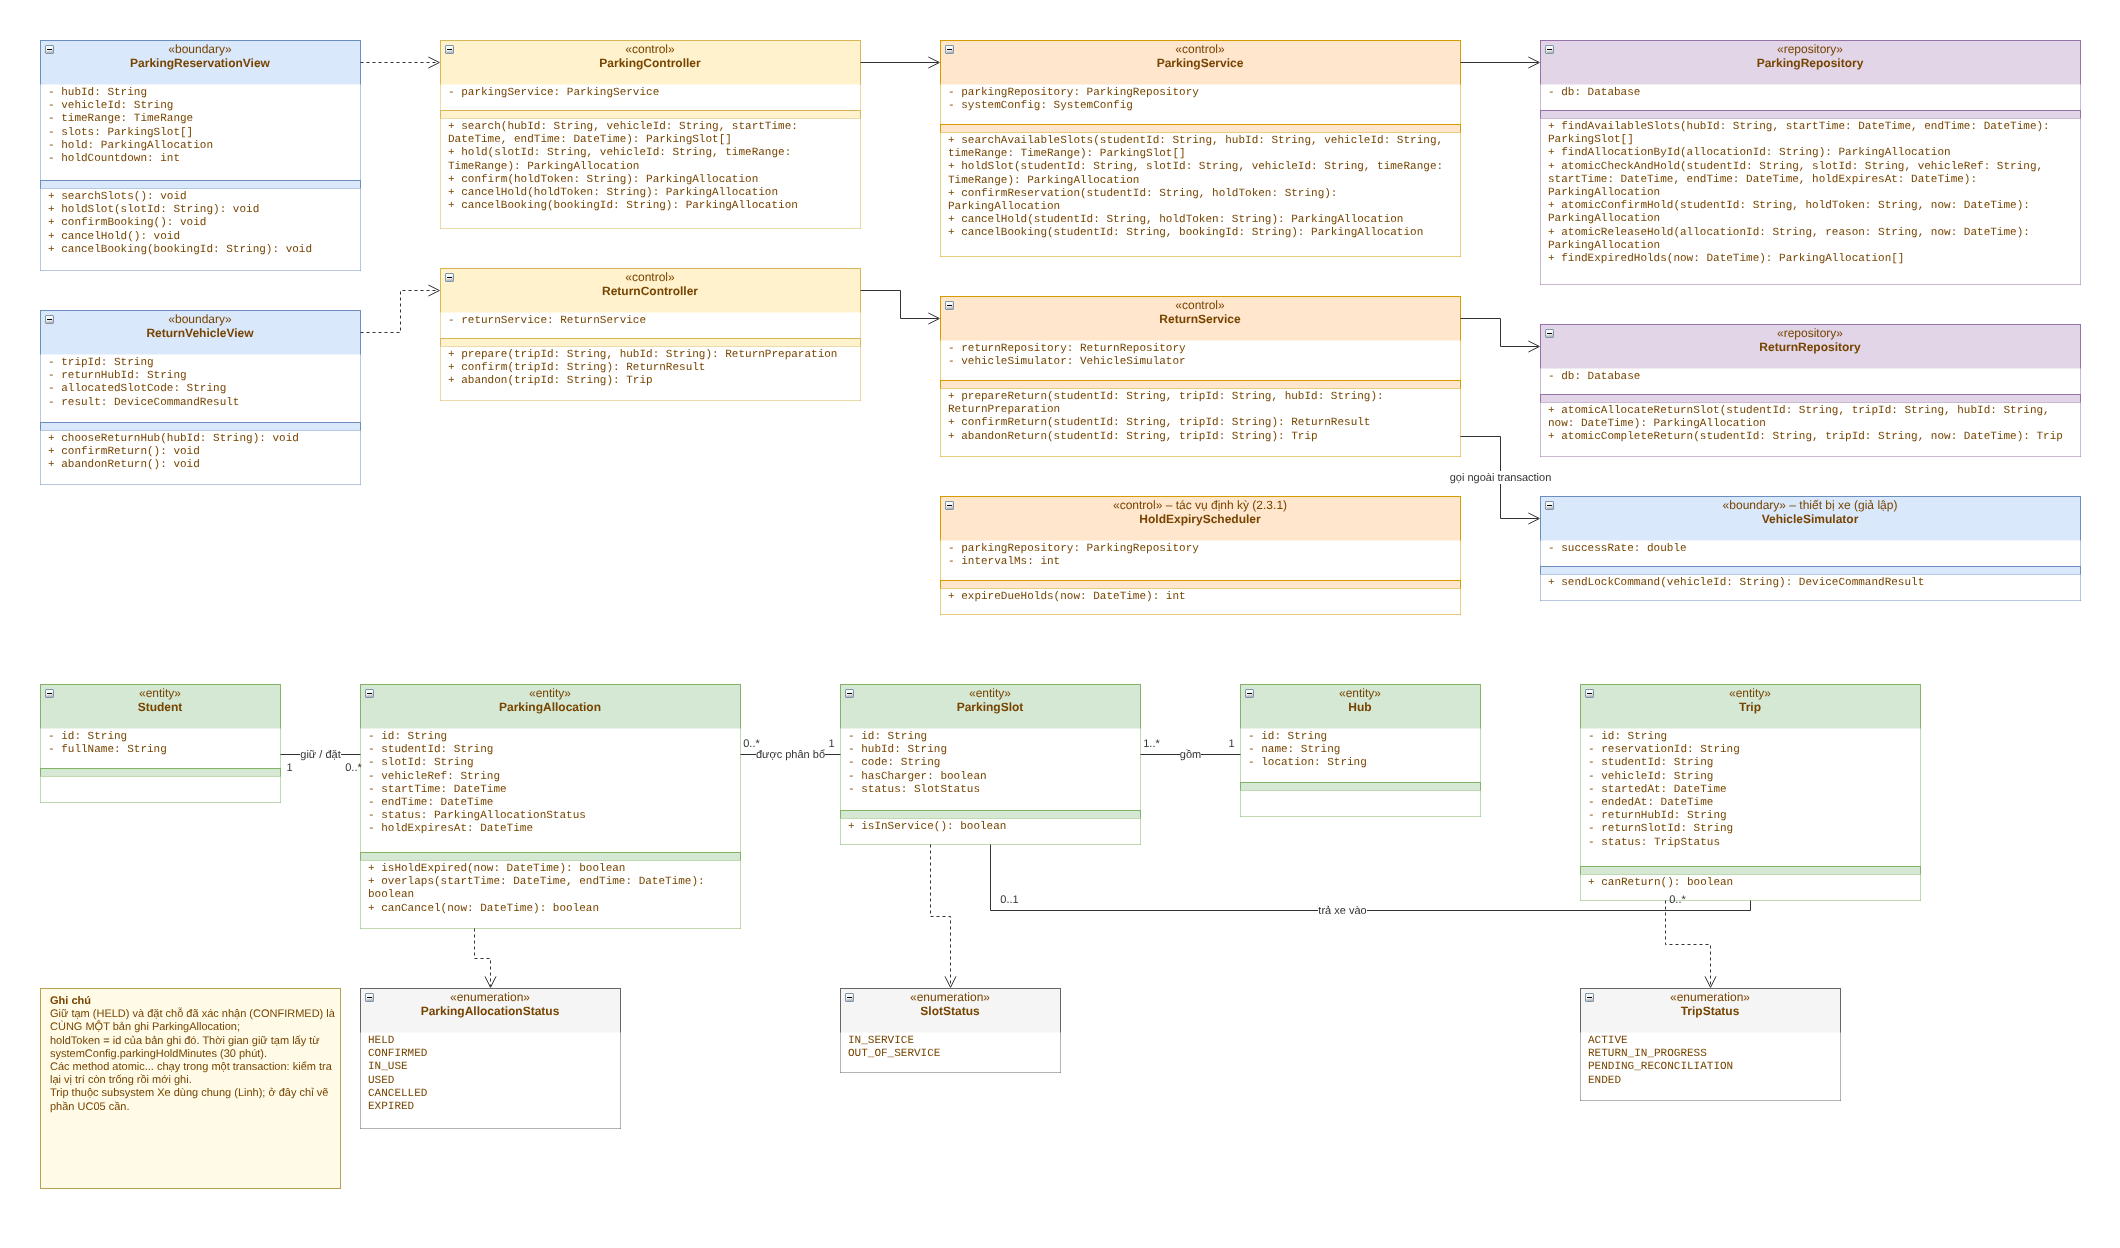 «boundary»
ParkingReservationView
- hubId: String
- vehicleId: String
- timeRange: TimeRange
- slots: ParkingSlot[]
- hold: ParkingAllocation
- holdCountdown: int
+ searchSlots(): void
+ holdSlot(slotId: String): void
+ confirmBooking(): void
+ cancelHold(): void
+ cancelBooking(bookingId: String): void
«control»
ParkingController
- parkingService: ParkingService
+ search(hubId: String, vehicleId: String, startTime:
DateTime, endTime: DateTime): ParkingSlot[]
+ hold(slotId: String, vehicleId: String, timeRange:
TimeRange): ParkingAllocation
+ confirm(holdToken: String): ParkingAllocation
+ cancelHold(holdToken: String): ParkingAllocation
+ cancelBooking(bookingId: String): ParkingAllocation
«control»
ParkingService
- parkingRepository: ParkingRepository
- systemConfig: SystemConfig
+ searchAvailableSlots(studentId: String, hubId: String, vehicleId: String,
timeRange: TimeRange): ParkingSlot[]
+ holdSlot(studentId: String, slotId: String, vehicleId: String, timeRange:
TimeRange): ParkingAllocation
+ confirmReservation(studentId: String, holdToken: String):
ParkingAllocation
+ cancelHold(studentId: String, holdToken: String): ParkingAllocation
+ cancelBooking(studentId: String, bookingId: String): ParkingAllocation
«repository»
ParkingRepository
- db: Database
+ findAvailableSlots(hubId: String, startTime: DateTime, endTime: DateTime):
ParkingSlot[]
+ findAllocationById(allocationId: String): ParkingAllocation
+ atomicCheckAndHold(studentId: String, slotId: String, vehicleRef: String,
startTime: DateTime, endTime: DateTime, holdExpiresAt: DateTime):
ParkingAllocation
+ atomicConfirmHold(studentId: String, holdToken: String, now: DateTime):
ParkingAllocation
+ atomicReleaseHold(allocationId: String, reason: String, now: DateTime):
ParkingAllocation
+ findExpiredHolds(now: DateTime): ParkingAllocation[]
«boundary»
ReturnVehicleView
- tripId: String
- returnHubId: String
- allocatedSlotCode: String
- result: DeviceCommandResult
+ chooseReturnHub(hubId: String): void
+ confirmReturn(): void
+ abandonReturn(): void
«control»
ReturnController
- returnService: ReturnService
+ prepare(tripId: String, hubId: String): ReturnPreparation
+ confirm(tripId: String): ReturnResult
+ abandon(tripId: String): Trip
«control»
ReturnService
- returnRepository: ReturnRepository
- vehicleSimulator: VehicleSimulator
+ prepareReturn(studentId: String, tripId: String, hubId: String):
ReturnPreparation
+ confirmReturn(studentId: String, tripId: String): ReturnResult
+ abandonReturn(studentId: String, tripId: String): Trip
«repository»
ReturnRepository
- db: Database
+ atomicAllocateReturnSlot(studentId: String, tripId: String, hubId: String,
now: DateTime): ParkingAllocation
+ atomicCompleteReturn(studentId: String, tripId: String, now: DateTime): Trip
gọi ngoài transaction
«control» – tác vụ định kỳ (2.3.1)
HoldExpiryScheduler
- parkingRepository: ParkingRepository
- intervalMs: int
+ expireDueHolds(now: DateTime): int
«boundary» – thiết bị xe (giả lập)
VehicleSimulator
- successRate: double
+ sendLockCommand(vehicleId: String): DeviceCommandResult
«entity»
Student
- id: String
- fullName: String
giữ / đặt
1
0..*
«entity»
ParkingAllocation
- id: String
- studentId: String
- slotId: String
- vehicleRef: String
- startTime: DateTime
- endTime: DateTime
- status: ParkingAllocationStatus
- holdExpiresAt: DateTime
+ isHoldExpired(now: DateTime): boolean
+ overlaps(startTime: DateTime, endTime: DateTime):
boolean
+ canCancel(now: DateTime): boolean
0..*
1
được phân bổ
«entity»
ParkingSlot
- id: String
- hubId: String
- code: String
- hasCharger: boolean
- status: SlotStatus
+ isInService(): boolean
1..*
1
gồm
«entity»
Hub
- id: String
- name: String
- location: String
«entity»
Trip
- id: String
- reservationId: String
- studentId: String
- vehicleId: String
- startedAt: DateTime
- endedAt: DateTime
- returnHubId: String
- returnSlotId: String
- status: TripStatus
+ canReturn(): boolean
0..1
0..*
trả xe vào
Ghi chú
Giữ tạm (HELD) và đặt chỗ đã xác nhận (CONFIRMED) là
CÙNG MỘT bản ghi ParkingAllocation;
holdToken = id của bản ghi đó. Thời gian giữ tạm lấy từ
systemConfig.parkingHoldMinutes (30 phút).
Các method atomic... chạy trong một transaction: kiểm tra
lại vị trí còn trống rồi mới ghi.
Trip thuộc subsystem Xe dùng chung (Linh); ở đây chỉ vẽ
phần UC05 cần.
«enumeration»
ParkingAllocationStatus
HELD
CONFIRMED
IN_USE
USED
CANCELLED
EXPIRED
«enumeration»
SlotStatus
IN_SERVICE
OUT_OF_SERVICE
«enumeration»
TripStatus
ACTIVE
RETURN_IN_PROGRESS
PENDING_RECONCILIATION
ENDED